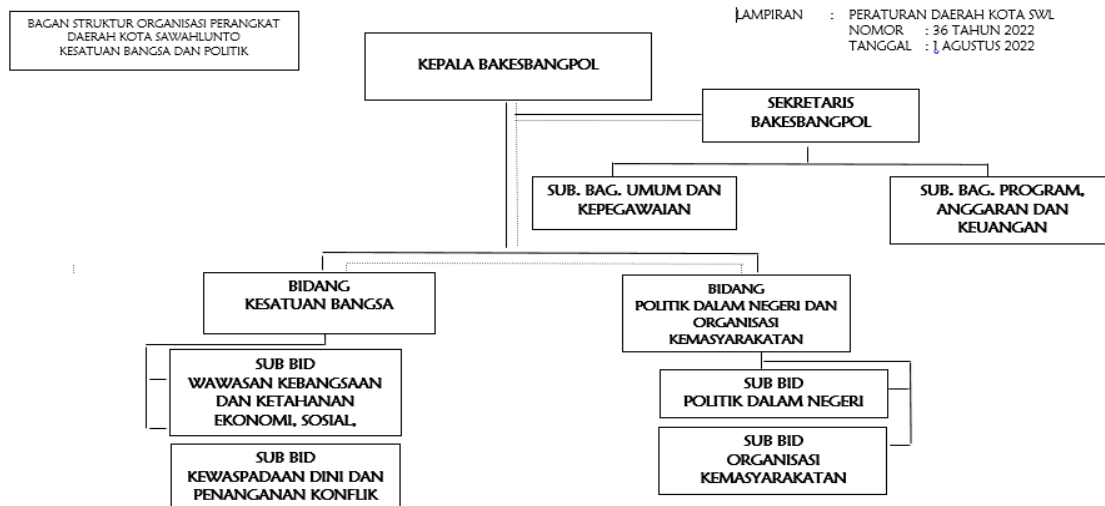 BAGAN STRUKTUR ORGANISASI PERANGKAT
DAERAH KOTA SAWAHLUNTO
KESATUAN BANGSA DAN POLITIK
LAMPIRAN : PERATURAN DAERAH KOTA SWL
NOMOR : 36 TAHUN 2022
TANGGAL : 1 AGUSTUS 2022
KEPALA BAKESBANGPOL
SEKRETARIS
BAKESBANGPOL
SUB. BAG. UMUM DAN
KEPEGAWAIAN
SUB. BAG. PROGRAM,
ANGGARAN DAN
KEUANGAN
BIDANG
KESATUAN BANGSA
BIDANG
POLITIK DALAM NEGERI DAN
ORGANISASI
KEMASYARAKATAN
SUB BID
WAWASAN KEBANGSAAN
DAN KETAHANAN
EKONOMI, SOSIAL,
SUB BID
POLITIK DALAM NEGERI
SUB BID
KEWASPADAAN DINI DAN
PENANGANAN KONFLIK
SUB BID
ORGANISASI
KEMASYARAKATAN